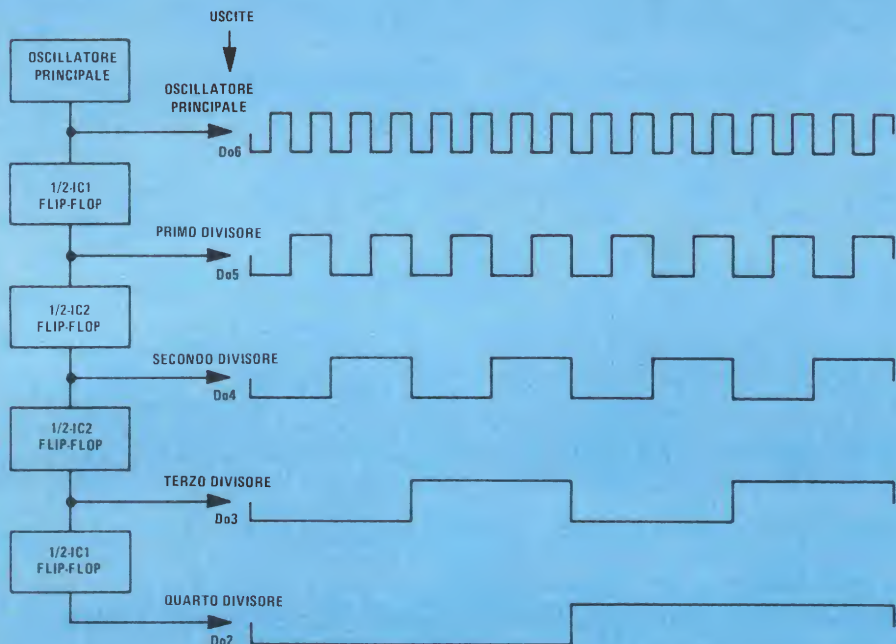 USCITE
OSCILLATORE
PRINCIPALE
OSCILLATORE
PRINCIPALE
Do6
1/2-IC1
FLIP-FLOP
PRIMO DIVISORE
Do5
1/2-IC2
FLIP-FLOP
SECONDO DIVISORE
Do4
1/2-IC2
FLIP-FLOP
TERZO DIVISORE
Do3
1/2-IC1
FLIP-FLOP
QUARTO DIVISORE
Do2